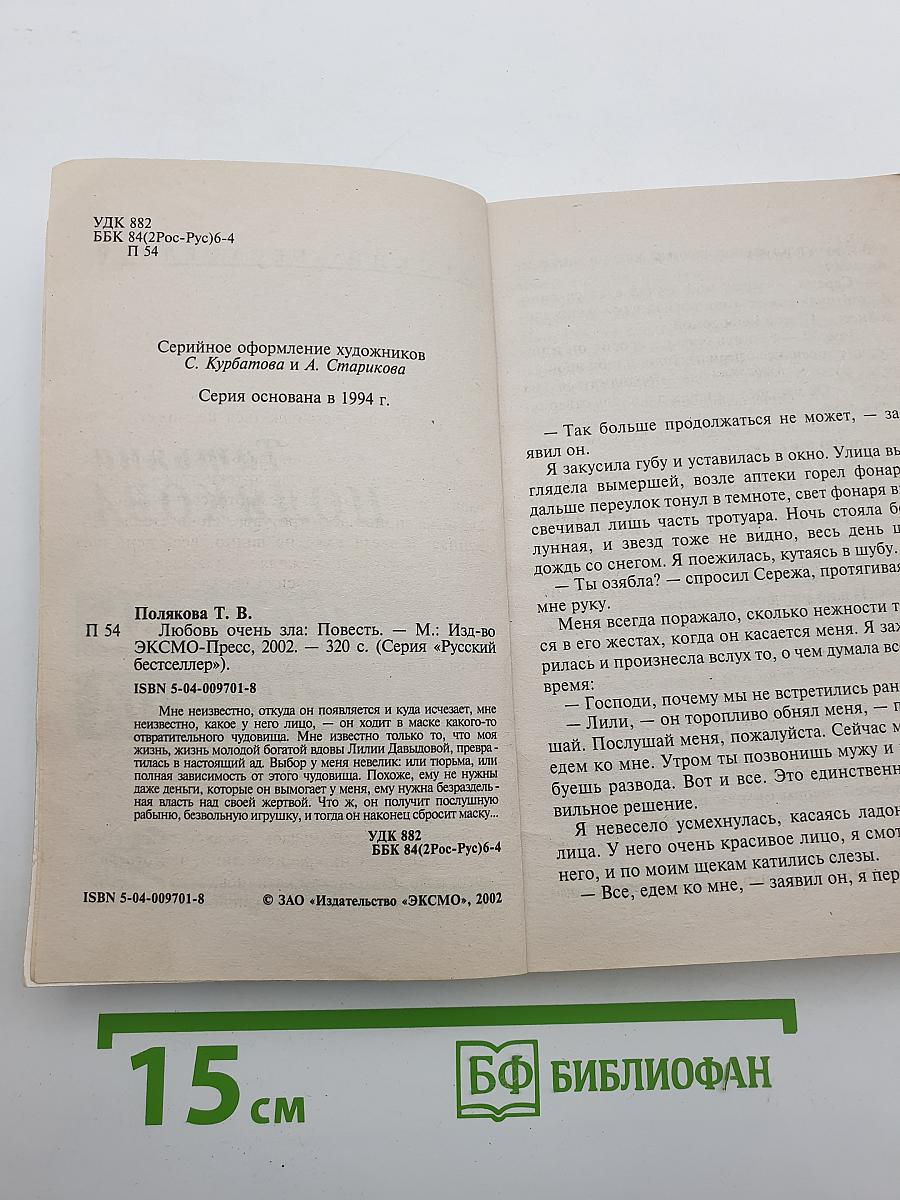 УДК 882
ББК 84(2Рос-Рус)6-4
П 54
Серийное оформление художников
С. Курбатова и А. Старикова
Серия основана в 1994 г.
Полякова Т. В.
П 54 Любовь очень зла: Повесть. — М.: Изд-во
ЭКСМО-Пресс, 2002. — 320 с. (Серия «Русский
бестселлер»).
ISBN 5-04-009701-8
Мне неизвестно, откуда он появляется и куда исчезает, мне
неизвестно, какое у него лицо, — он ходит в маске какого-то
отвратительного чудовища. Мне известно только то, что моя
жизнь, жизнь молодой богатой вдовы Лилии Давыдовой, превра-
тилась в настоящий ад. Выбор у меня невелик: или тюрьма, или
полная зависимость от этого чудовища. Похоже, ему не нужны
даже деньги, которые он вымогает у меня, ему нужна безраздель-
ная власть над своей жертвой. Что ж, он получит послушную
рабыню, безвольную игрушку, и тогда он наконец сбросит маску...
УДК 882
ББК 84(2Рос-Рус)6-4
ISBN 5-04-009701-8 © ЗАО «Издательство «ЭКСМО», 2002
— Так больше продолжаться не может, — за
явил он.
Я закусила губу и уставилась в окно. Улица вы
глядела вымершей, возле аптеки горел фонар
дальше переулок тонул в темноте, свет фонаря в
свечивал лишь часть тротуара. Ночь стояла бе
лунная, и звезд тоже не видно, весь день ш
дождь со снегом. Я поежилась, кутаясь в шубу.
— Ты озябла? — спросил Сережа, протягивая
мне руку.
Меня всегда поражало, сколько нежности т
ся в его жестах, когда он касается меня. Я заж
рилась и произнесла вслух то, о чем думала все
время:
— Господи, почему мы не встретились ран
— Лили, — он торопливо обнял меня, — п
шай. Послушай меня, пожалуйста. Сейчас м
едем ко мне. Утром ты позвонишь мужу и
буешь развода. Вот и все. Это единственн
вильное решение.
Я невесело усмехнулась, касаясь ладон
лица. У него очень красивое лицо, я смот
него, и по моим щекам катились слезы.
— Все, едем ко мне, — заявил он, я пер
15 см
БФ БИБЛИОФАН